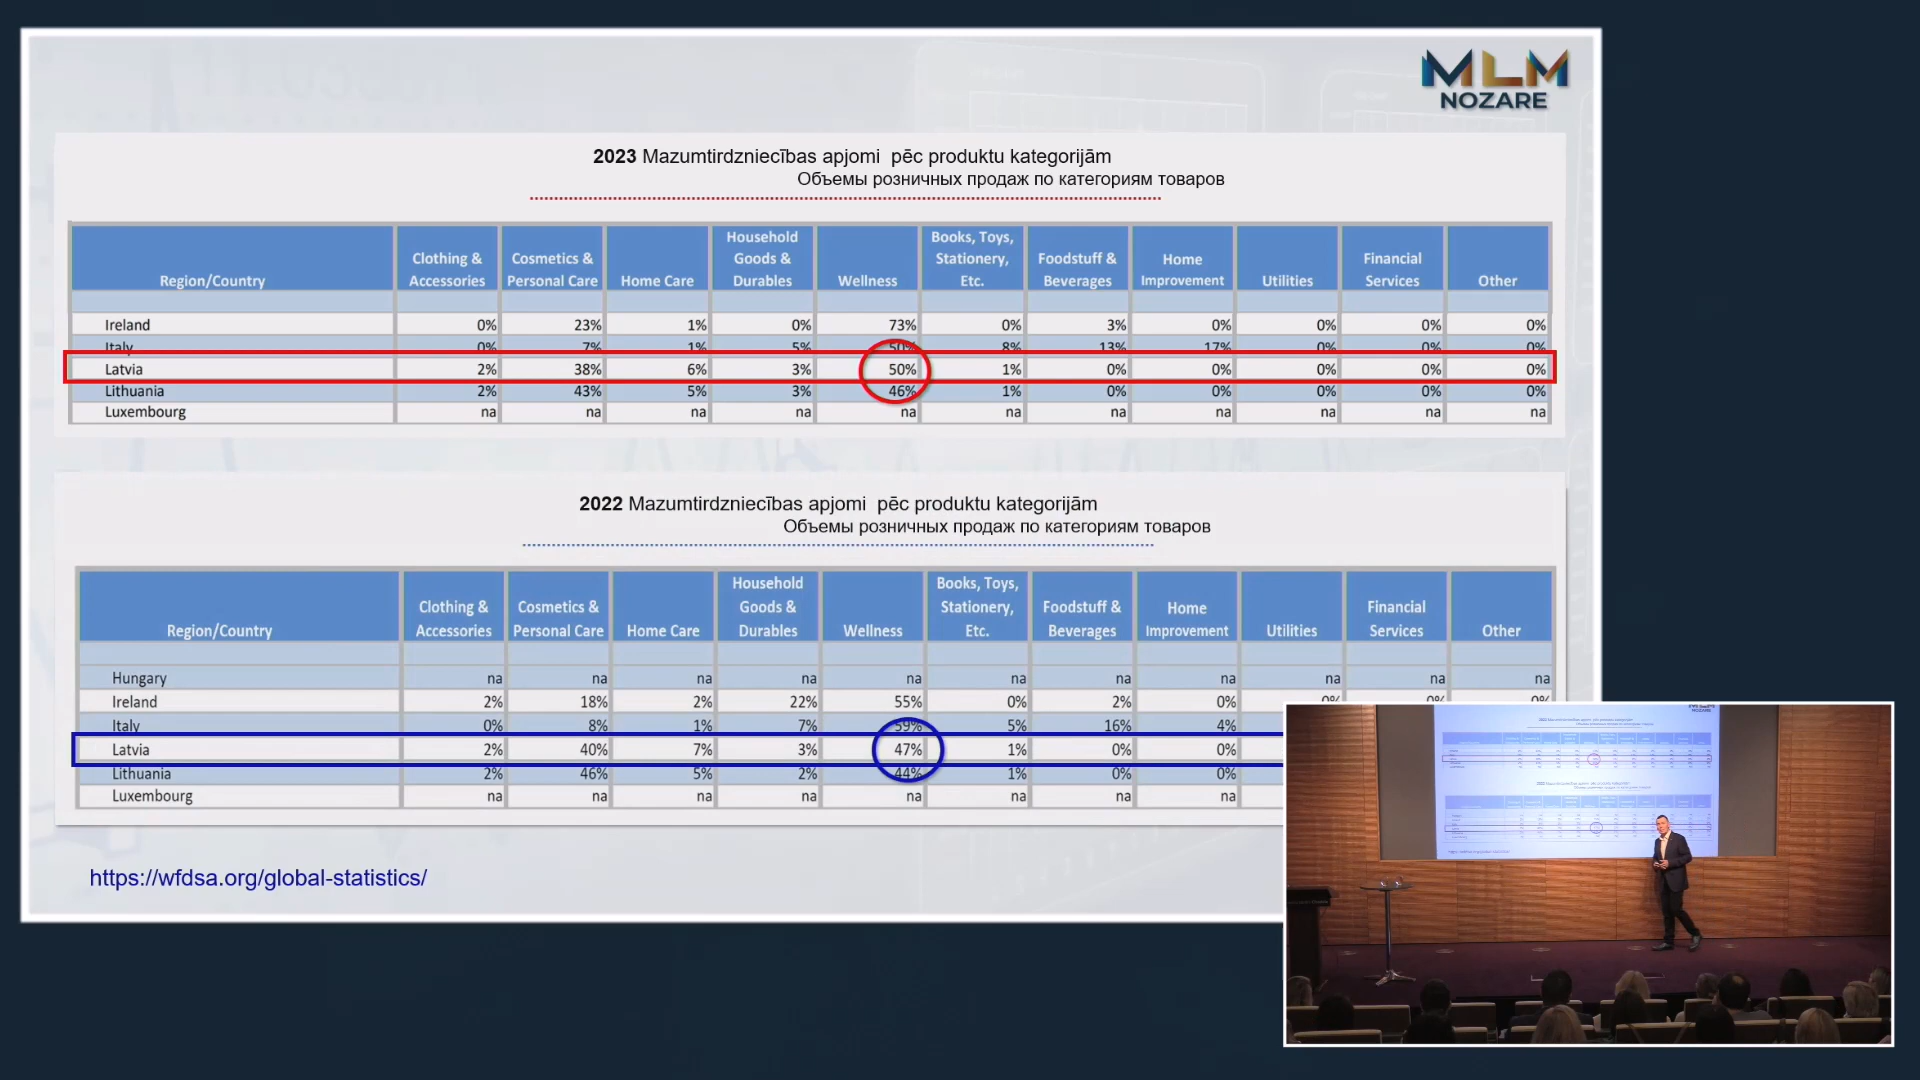 MLM
NOZARE
2023 Mazumtirdzniecības apjomi pēc produktu kategorijām
Объемы розничных продаж по категориям товаров
Region/Country Clothing & Accessories Cosmetics & Personal Care Home Care Household Goods & Durables Wellness Books, Toys, Stationery, Etc. Foodstuff & Beverages Home Improvement Utilities Financial Services Other
Ireland 0% 23% 1% 0% 73% 0% 3% 0% 0% 0% 0%
Italy 0% 7% 1% 5% 50% 8% 13% 17% 0% 0% 0%
Latvia 2% 38% 6% 3% 50% 1% 0% 0% 0% 0% 0%
Lithuania 2% 43% 5% 3% 46% 1% 0% 0% 0% 0% 0%
Luxembourg na na na na na na na na na na na
2022 Mazumtirdzniecības apjomi pēc produktu kategorijām
Объемы розничных продаж по категориям товаров
Region/Country Clothing & Accessories Cosmetics & Personal Care Home Care Household Goods & Durables Wellness Books, Toys, Stationery, Etc. Foodstuff & Beverages Home Improvement Utilities Financial Services Other
Hungary na na na na na na na na na na na
Ireland 2% 18% 2% 22% 55% 0% 2% 0% 0% 0% 0%
Italy 0% 8% 1% 7% 59% 5% 16% 4%
Latvia 2% 40% 7% 3% 47% 1% 0% 0%
Lithuania 2% 46% 5% 2% 44% 1% 0% 0%
Luxembourg na na na na na na na na
https://wfdsa.org/global-statistics/